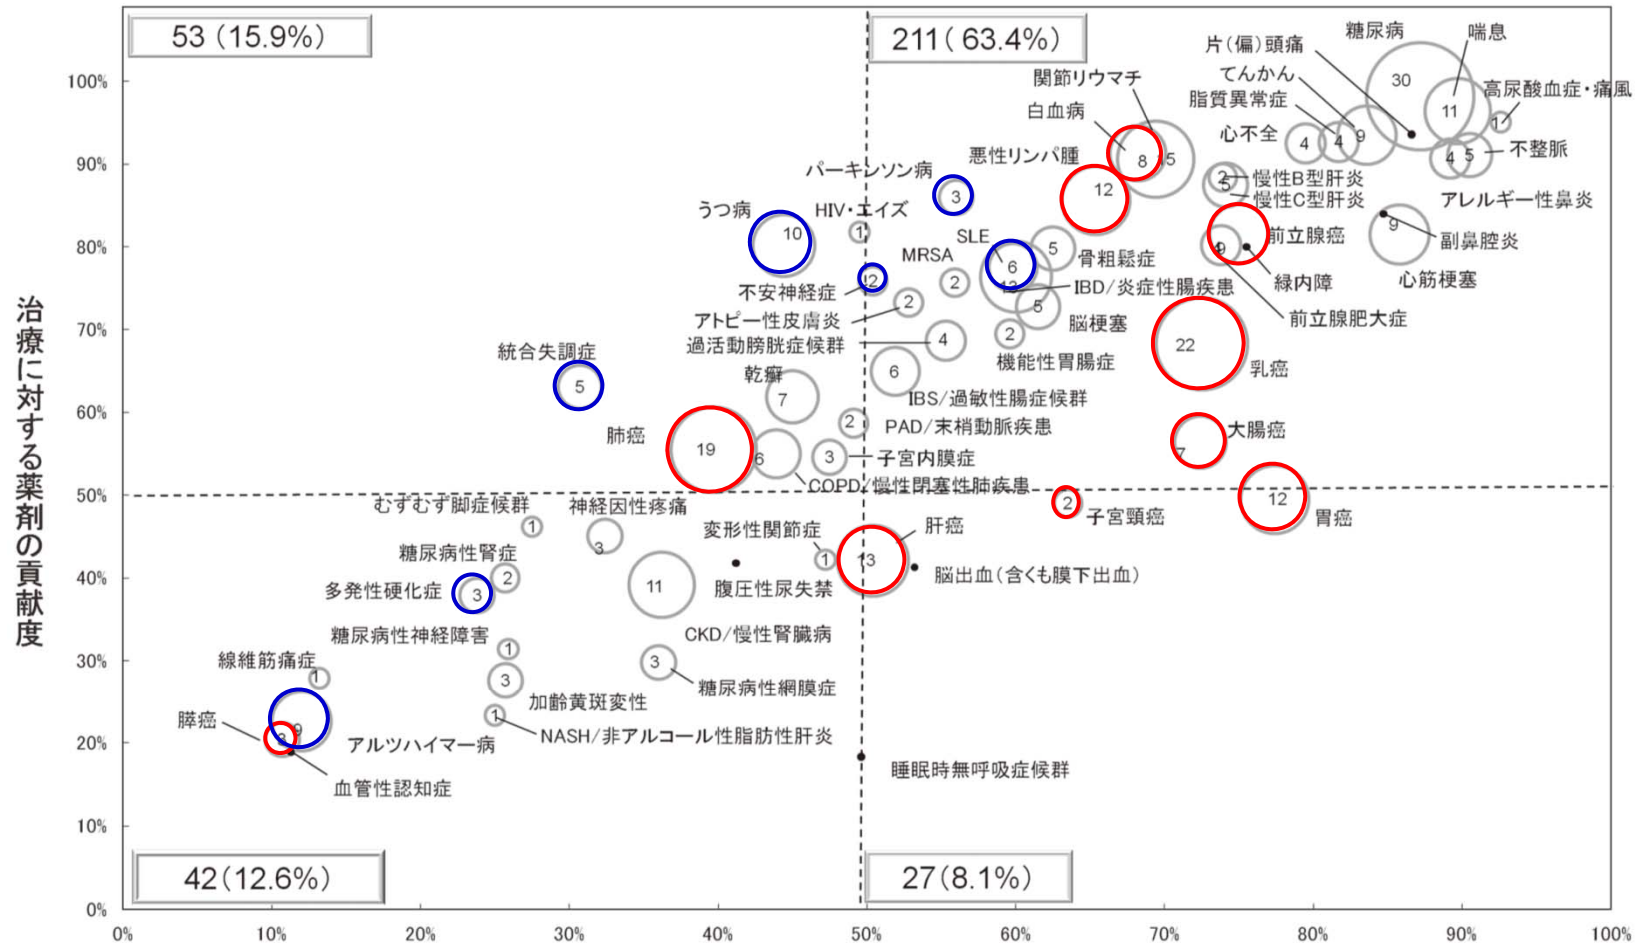 53（15.9%）
211（63.4%）
治療に対する薬剤の貢献度
100%
90%
80%
70%
60%
50%
40%
30%
20%
10%
0%
糖尿病
喘息
片（偏）頭痛
てんかん
脂質異常症
心不全
高尿酸血症・痛風
不整脈
アレルギー性鼻炎
関節リウマチ
白血病
悪性リンパ腫
パーキンソン病
慢性B型肝炎
慢性C型肝炎
うつ病
HIV・エイズ
SLE
MRSA
前立腺癌
副鼻腔炎
緑内障
心筋梗塞
骨粗鬆症
IBD/炎症性腸疾患
不安神経症
アトピー性皮膚炎
過活動膀胱症候群
脳梗塞
前立腺肥大症
機能性胃腸症
統合失調症
乾癬
乳癌
IBS/過敏性腸症候群
PAD/末梢動脈疾患
大腸癌
肺癌
子宮内膜症
COPD/慢性閉塞性肺疾患
むずむず脚症候群
神経因性疼痛
子宮頸癌
胃癌
変形性関節症
肝癌
糖尿病性腎症
多発性硬化症
腹圧性尿失禁
脳出血（含くも膜下出血）
糖尿病性神経障害
CKD/慢性腎臓病
線維筋痛症
糖尿病性網膜症
加齢黄斑変性
膵癌
アルツハイマー病
NASH/非アルコール性脂肪性肝炎
血管性認知症
睡眠時無呼吸症候群
30
11
1
9
4
4
4
5
8
15
12
3
2
5
10
1
9
9
6
5
13
2
2
2
5
4
2
22
5
6
7
2
19
6
3
7
12
2
1
3
1
13
2
3
11
1
3
3
1
1
9
3
42（12.6%）
27（8.1%）
0%
10%
20%
30%
40%
50%
60%
70%
80%
90%
100%